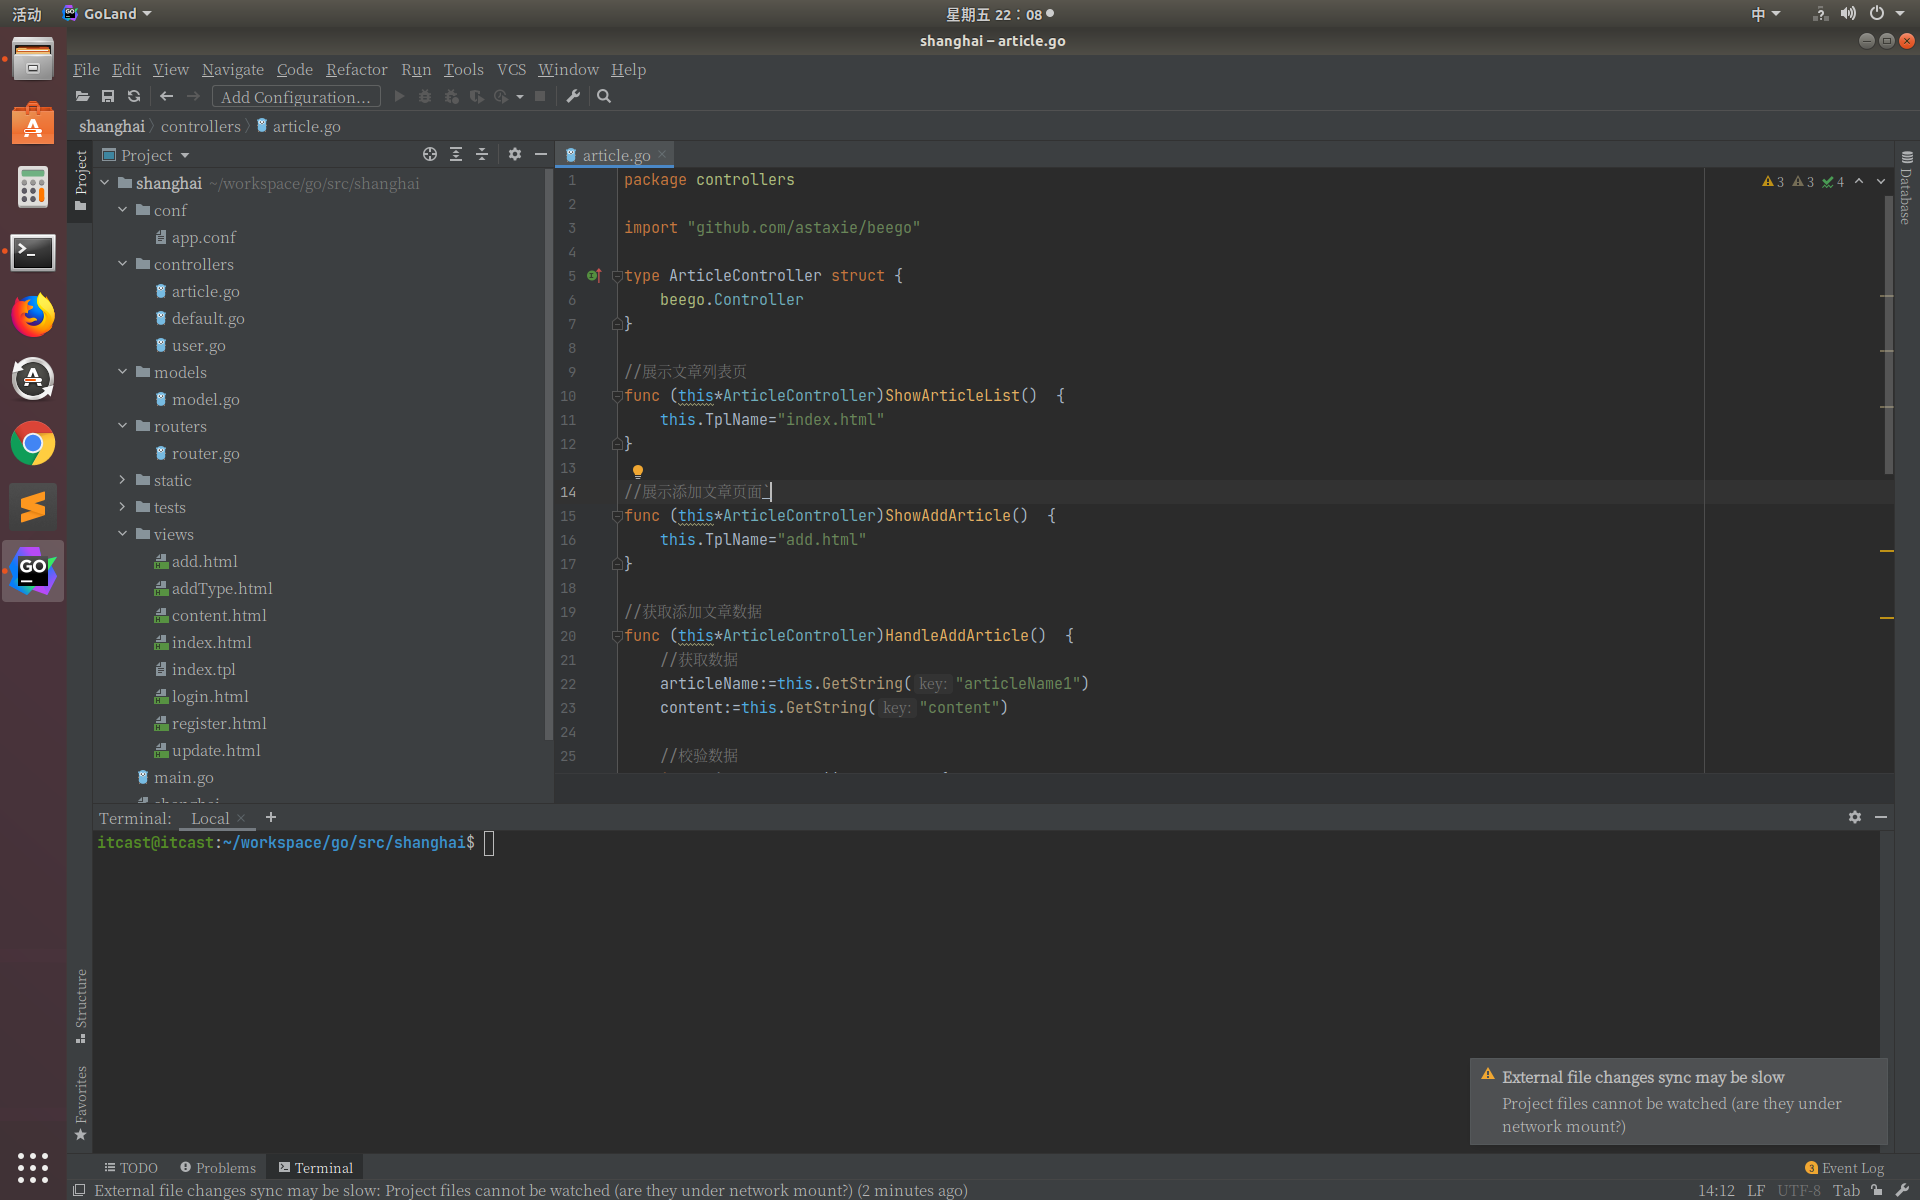 活动 GoLand 星期五 22：08 中
shanghai – article.go
File Edit View Navigate Code Refactor Run Tools VCS Window Help
Add Configuration...
shanghai controllers article.go
Project
Project
article.go
shanghai ~/workspace/go/src/shanghai
conf
app.conf
controllers
article.go
default.go
user.go
models
model.go
routers
router.go
static
tests
views
add.html
addType.html
content.html
index.html
index.tpl
login.html
register.html
update.html
main.go
3 3 4
Database
1 package controllers
2
3 import "github.com/astaxie/beego"
4
5 type ArticleController struct {
6 beego.Controller
7 }
8
9 //展示文章列表页
10 func (this*ArticleController)ShowArticleList() {
11 this.TplName="index.html"
12 }
13
14 //展示添加文章页面`
15 func (this*ArticleController)ShowAddArticle() {
16 this.TplName="add.html"
17 }
18
19 //获取添加文章数据
20 func (this*ArticleController)HandleAddArticle() {
21 //获取数据
22 articleName:=this.GetString( key: "articleName1")
23 content:=this.GetString( key: "content")
24
25 //校验数据
Terminal: Local
itcast@itcast:~/workspace/go/src/shanghai$
Structure
Favorites
External file changes sync may be slow
Project files cannot be watched (are they under
network mount?)
TODO Problems Terminal 3 Event Log
External file changes sync may be slow: Project files cannot be watched (are they under network mount?) (2 minutes ago) 14:12 LF UTF-8 Tab